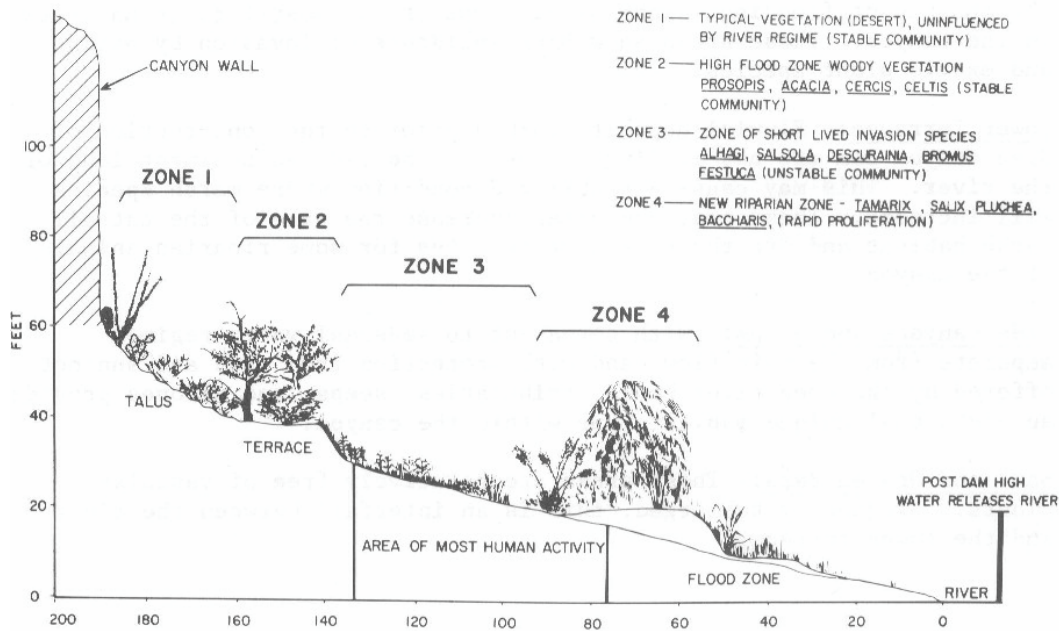 ZONE 1 — TYPICAL VEGETATION (DESERT), UNINFLUENCED
BY RIVER REGIME (STABLE COMMUNITY)
ZONE 2 — HIGH FLOOD ZONE WOODY VEGETATION
PROSOPIS, ACACIA, CERCIS, CELTIS (STABLE
COMMUNITY)
ZONE 3 — ZONE OF SHORT LIVED INVASION SPECIES
ALHAGI, SALSOLA, DESCURAINIA, BROMUS
FESTUCA (UNSTABLE COMMUNITY)
ZONE 4 — NEW RIPARIAN ZONE - TAMARIX, SALIX, PLUCHEA,
BACCHARIS, (RAPID PROLIFERATION)
CANYON WALL
ZONE 1
ZONE 2
ZONE 3
ZONE 4
FEET
100
80
60
40
20
0
TALUS
TERRACE
AREA OF MOST HUMAN ACTIVITY
FLOOD ZONE
POST DAM HIGH
WATER RELEASES RIVER
RIVER
200 180 160 140 120 100 80 60 40 20 0